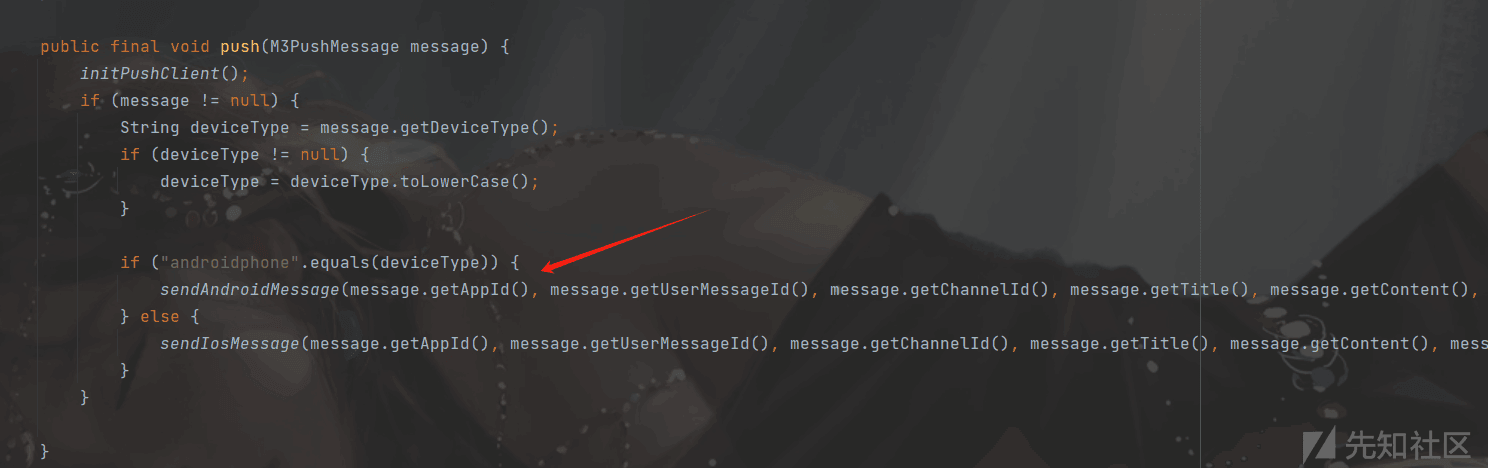 public final void push(M3PushMessage message) {
    initPushClient();
    if (message != null) {
        String deviceType = message.getDeviceType();
        if (deviceType != null) {
            deviceType = deviceType.toLowerCase();
        }
        if ("androidphone".equals(deviceType)) {
            sendAndroidMessage(message.getAppId(), message.getUserMessageId(), message.getChannelId(), message.getTitle(), message.getContent(),
        } else {
            sendIosMessage(message.getAppId(), message.getUserMessageId(), message.getChannelId(), message.getTitle(), message.getContent(), mess
        }
    }
}
先知社区